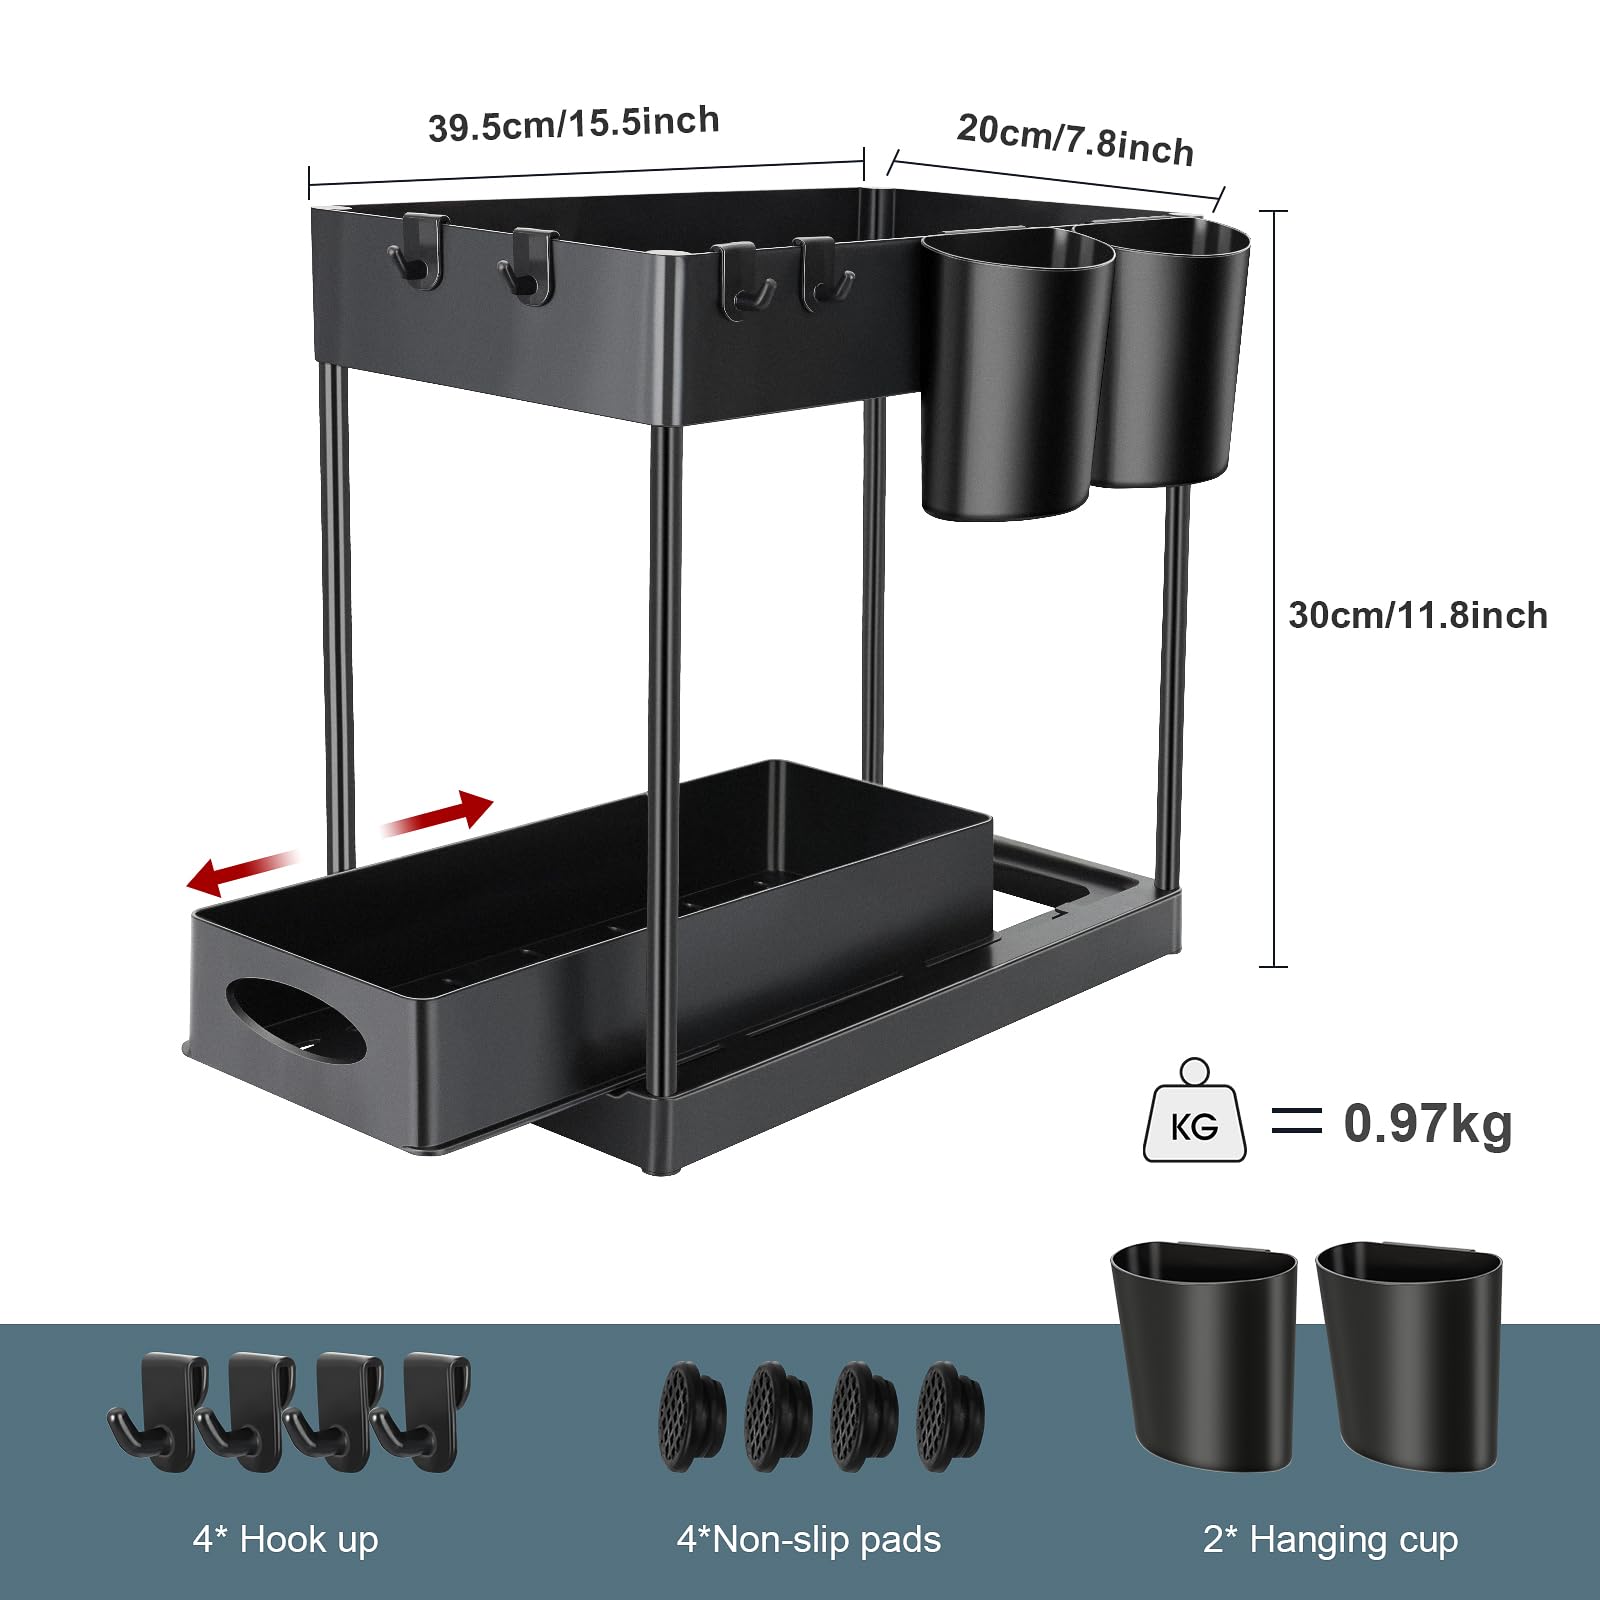 39.5cm/15.5inch
20cm/7.8inch
30cm/11.8inch
KG = 0.97kg
4* Hook up
4*Non-slip pads
2* Hanging cup